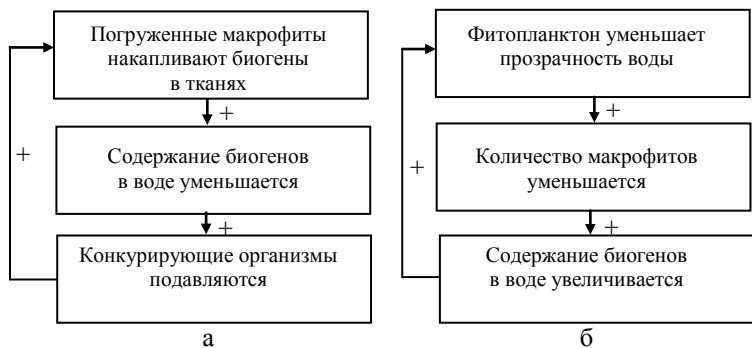 Погруженные макрофиты
накапливают биогены
в тканях
+
+
Содержание биогенов
в воде уменьшается
+
Конкурирующие организмы
подавляются
а
Фитопланктон уменьшает
прозрачность воды
+
+
Количество макрофитов
уменьшается
+
Содержание биогенов
в воде увеличивается
б